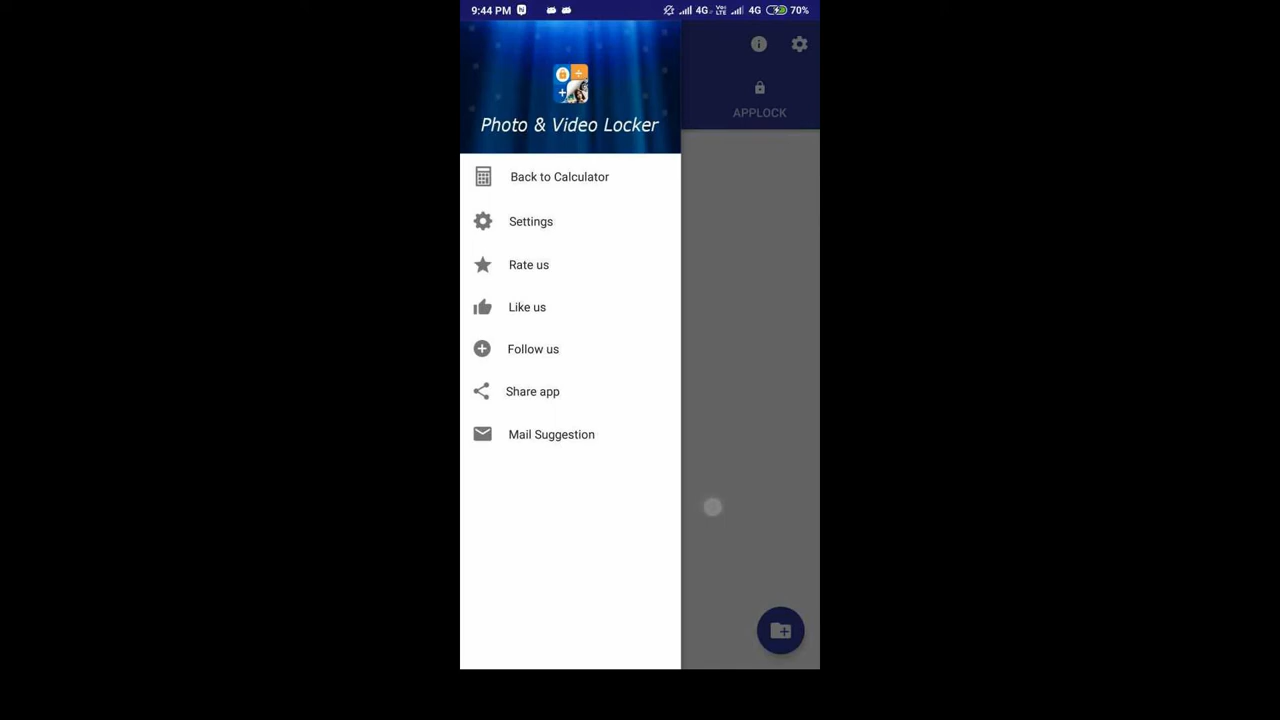 9:44 PM 4G VoLTE 4G 70%
Photo & Video Locker
APPLOCK
Back to Calculator
Settings
Rate us
Like us
Follow us
Share app
Mail Suggestion